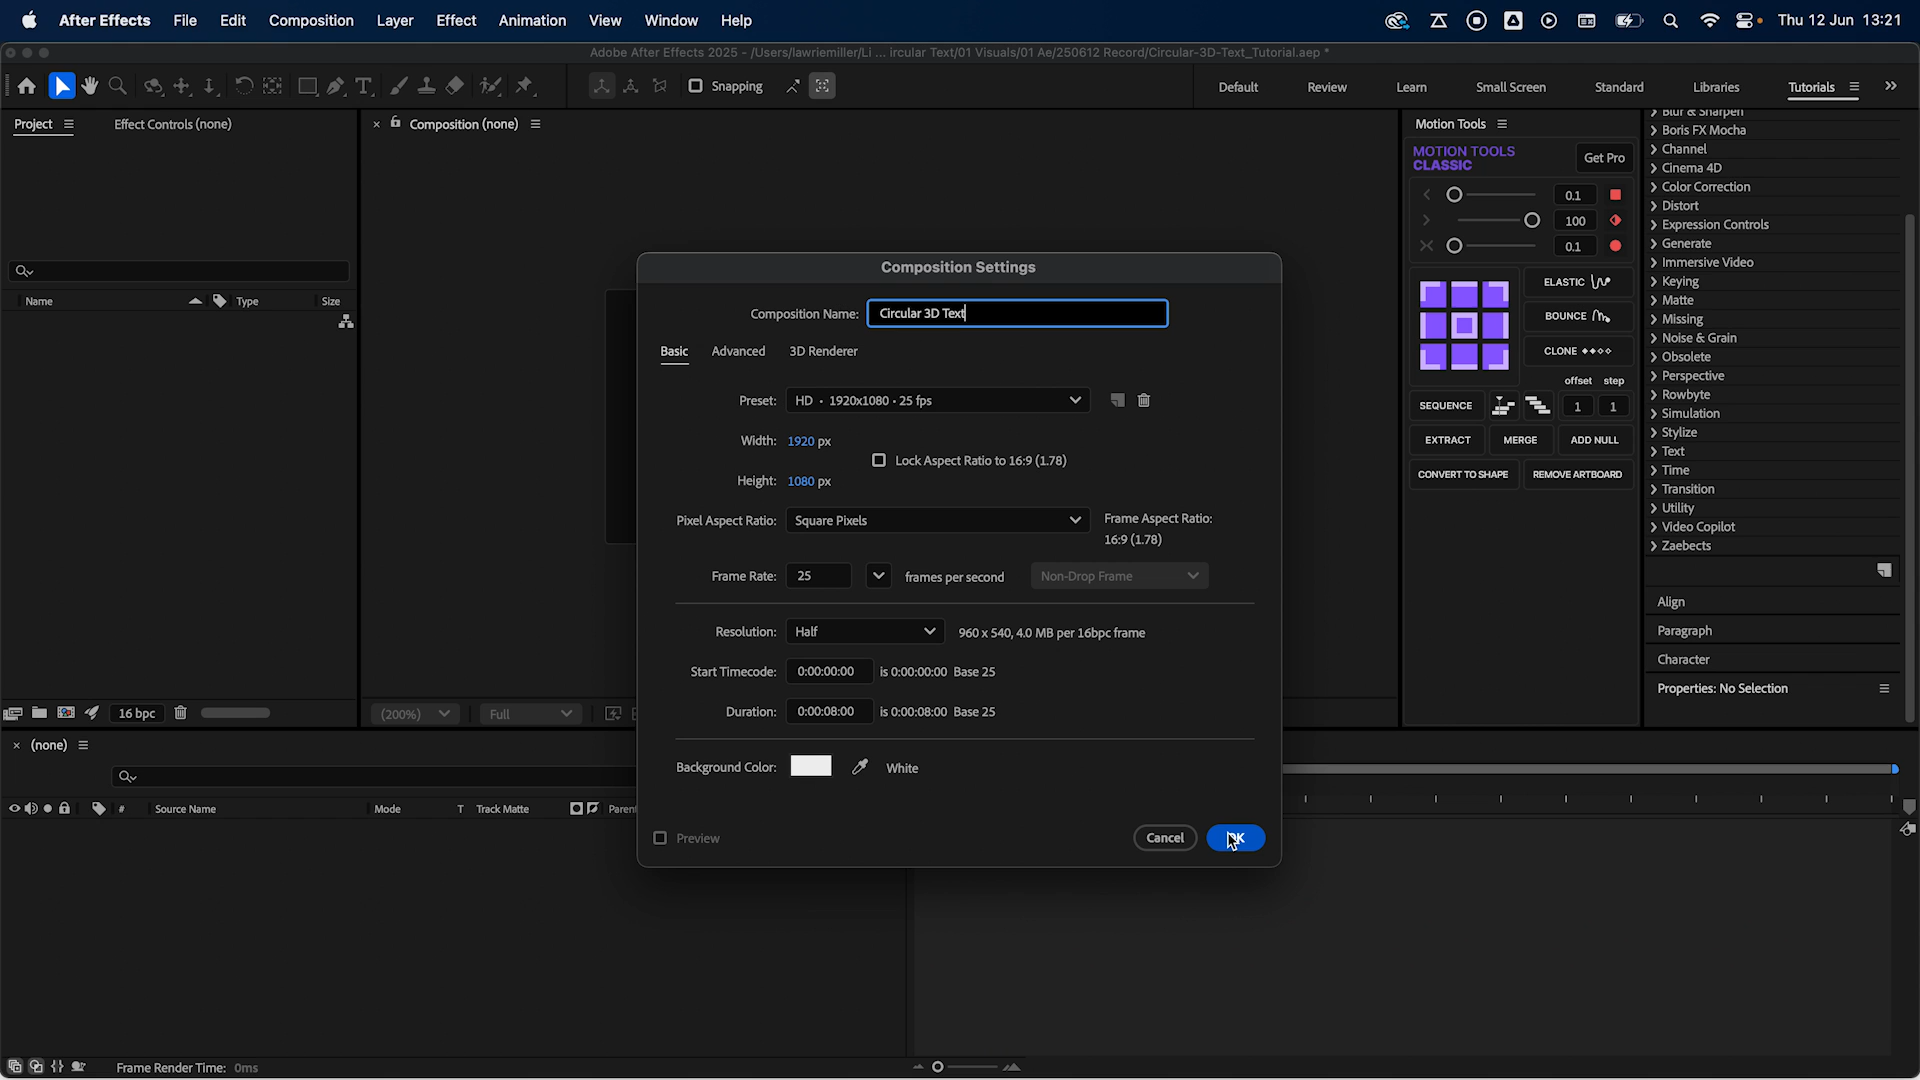 After Effects File Edit Composition Layer Effect Animation View Window Help Thu 12 Jun 13:21
Adobe After Effects 2025 - /Users/lawriemiller/Li ... ircular Text/01 Visuals/01 Ae/250612 Record/Circular-3D-Text_Tutorial.aep *
Snapping Default Review Learn Small Screen Standard Libraries Tutorials
Project Effect Controls (none)
Name Type Size
16 bpc
Composition (none)
(200%) Full
Composition Settings
Composition Name: Circular 3D Text
Basic Advanced 3D Renderer
Preset: HD • 1920x1080 • 25 fps
Width: 1920 px
Lock Aspect Ratio to 16:9 (1.78)
Height: 1080 px
Pixel Aspect Ratio: Square Pixels Frame Aspect Ratio:
16:9 (1.78)
Frame Rate: 25 frames per second Non-Drop Frame
Resolution: Half 960 x 540, 4.0 MB per 16bpc frame
Start Timecode: 0:00:00:00 is 0:00:00:00 Base 25
Duration: 0:00:08:00 is 0:00:08:00 Base 25
Background Color: White
Preview Cancel OK
Motion Tools
MOTION TOOLS
CLASSIC
Get Pro
0.1
100
0.1
ELASTIC
BOUNCE
CLONE
offset step
SEQUENCE 1 1
EXTRACT MERGE ADD NULL
CONVERT TO SHAPE REMOVE ARTBOARD
Blur & Sharpen
Boris FX Mocha
Channel
Cinema 4D
Color Correction
Distort
Expression Controls
Generate
Immersive Video
Keying
Matte
Missing
Noise & Grain
Obsolete
Perspective
Rowbyte
Simulation
Stylize
Text
Time
Transition
Utility
Video Copilot
Zaebects
Align
Paragraph
Character
Properties: No Selection
(none)
# Source Name Mode T Track Matte Paren
Frame Render Time: 0ms